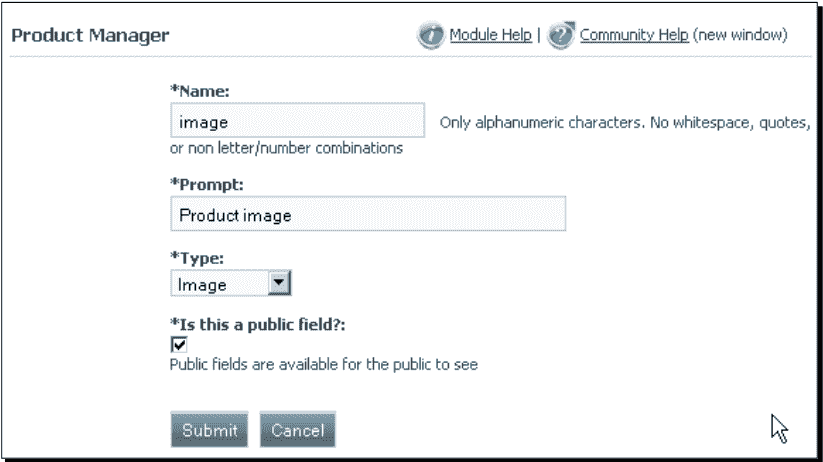 Product Manager
Module Help | Community Help (new window)
*Name:
image
Only alphanumeric characters. No whitespace, quotes,
or non letter/number combinations
*Prompt:
Product image
*Type:
Image
*Is this a public field?:
Public fields are available for the public to see
Submit Cancel